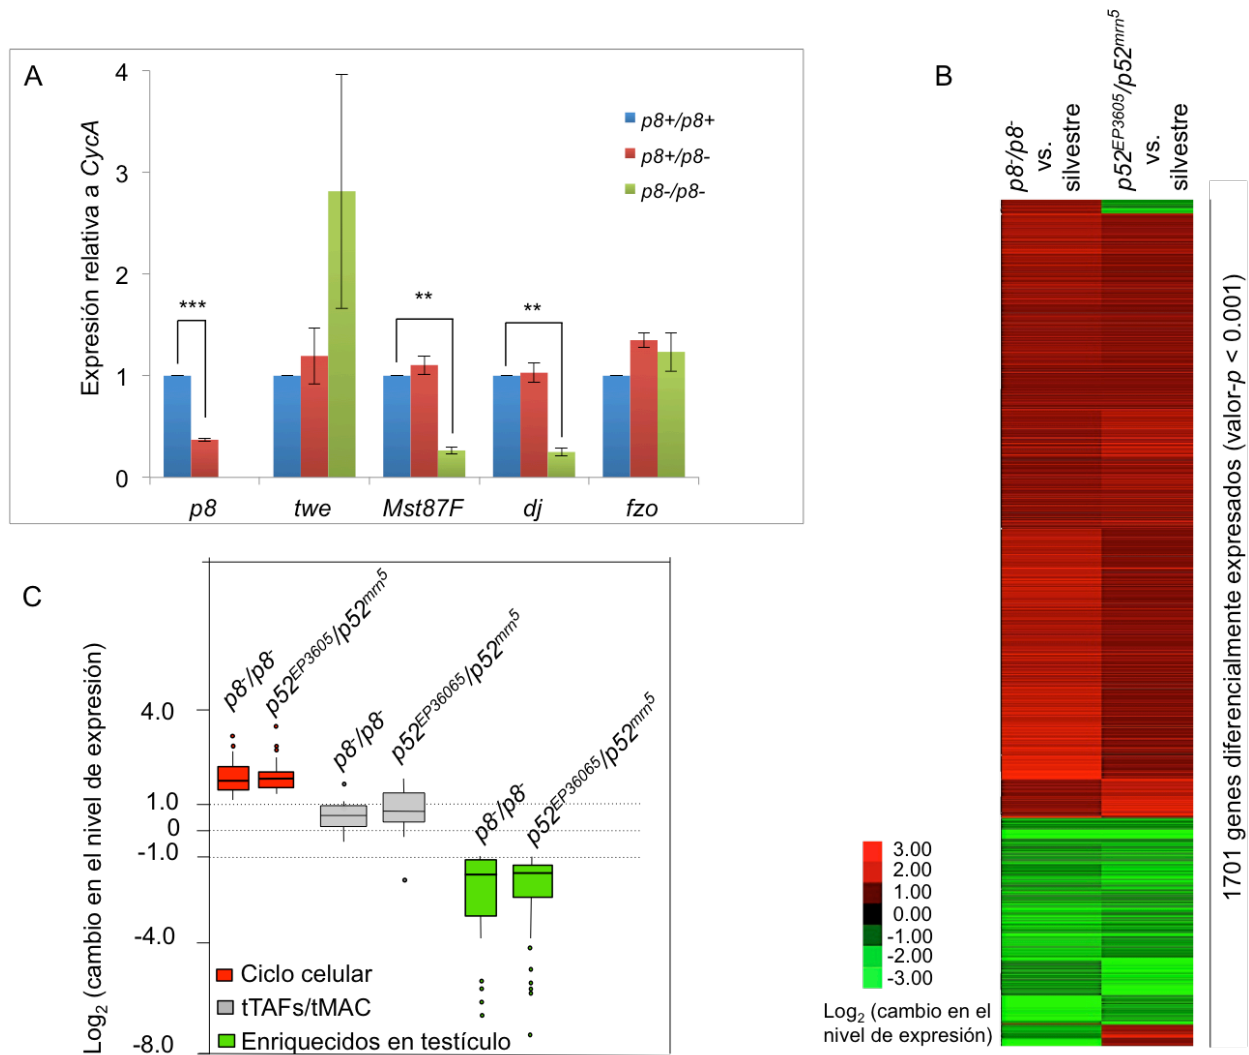 A
Expresión relativa a CycA
4
3
2
1
0
***
**
**
p8+/p8+
p8+/p8-
p8-/p8-
p8
twe
Mst87F
dj
fzo
B
p8-/p8-
vs.
silvestre
p52EP3605/p52mrn5
vs.
silvestre
1701 genes diferencialmente expresados (valor-p < 0.001)
3.00
2.00
1.00
0.00
-1.00
-2.00
-3.00
Log2 (cambio en el
nivel de expresión)
C
Log2 (cambio en el nivel de expresión)
4.0
1.0
0
-1.0
-4.0
-8.0
p8-/p8-
p52EP3605/p52mrn5
p8-/p8-
p52EP36065/p52mrn5
p8-/p8-
p52EP36065/p52mrn5
Ciclo celular
tTAFs/tMAC
Enriquecidos en testículo